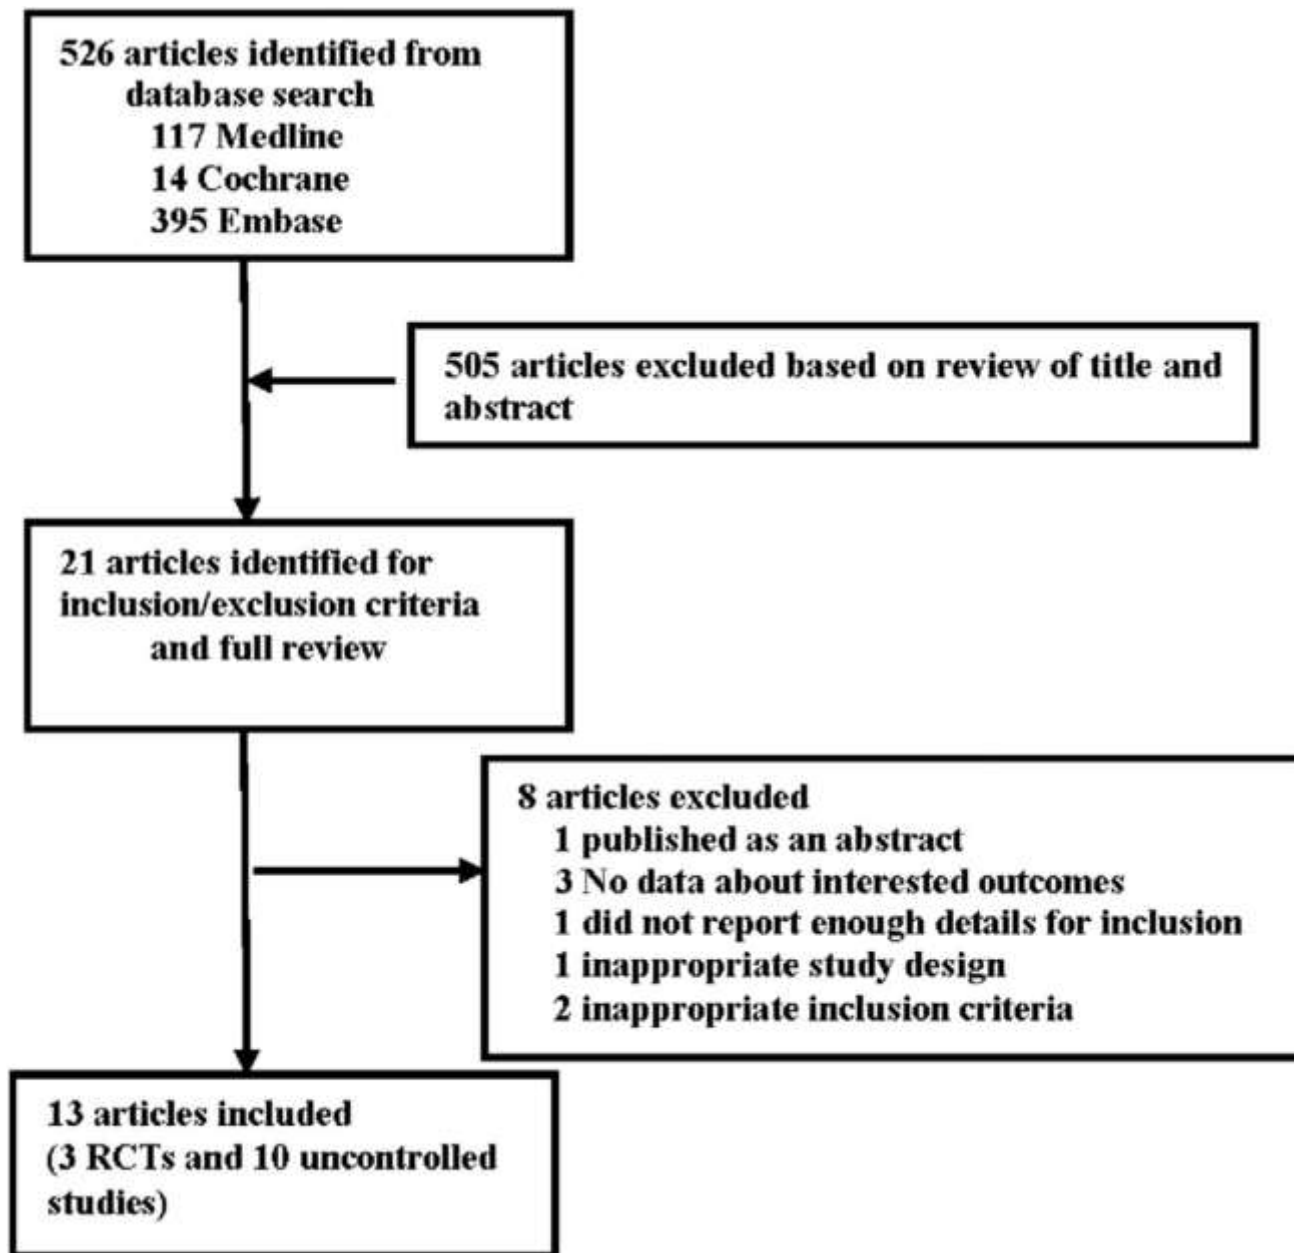 526 articles identified from
database search
117 Medline
14 Cochrane
395 Embase
505 articles excluded based on review of title and
abstract
21 articles identified for
inclusion/exclusion criteria
and full review
8 articles excluded
1 published as an abstract
3 No data about interested outcomes
1 did not report enough details for inclusion
1 inappropriate study design
2 inappropriate inclusion criteria
13 articles included
(3 RCTs and 10 uncontrolled
studies)